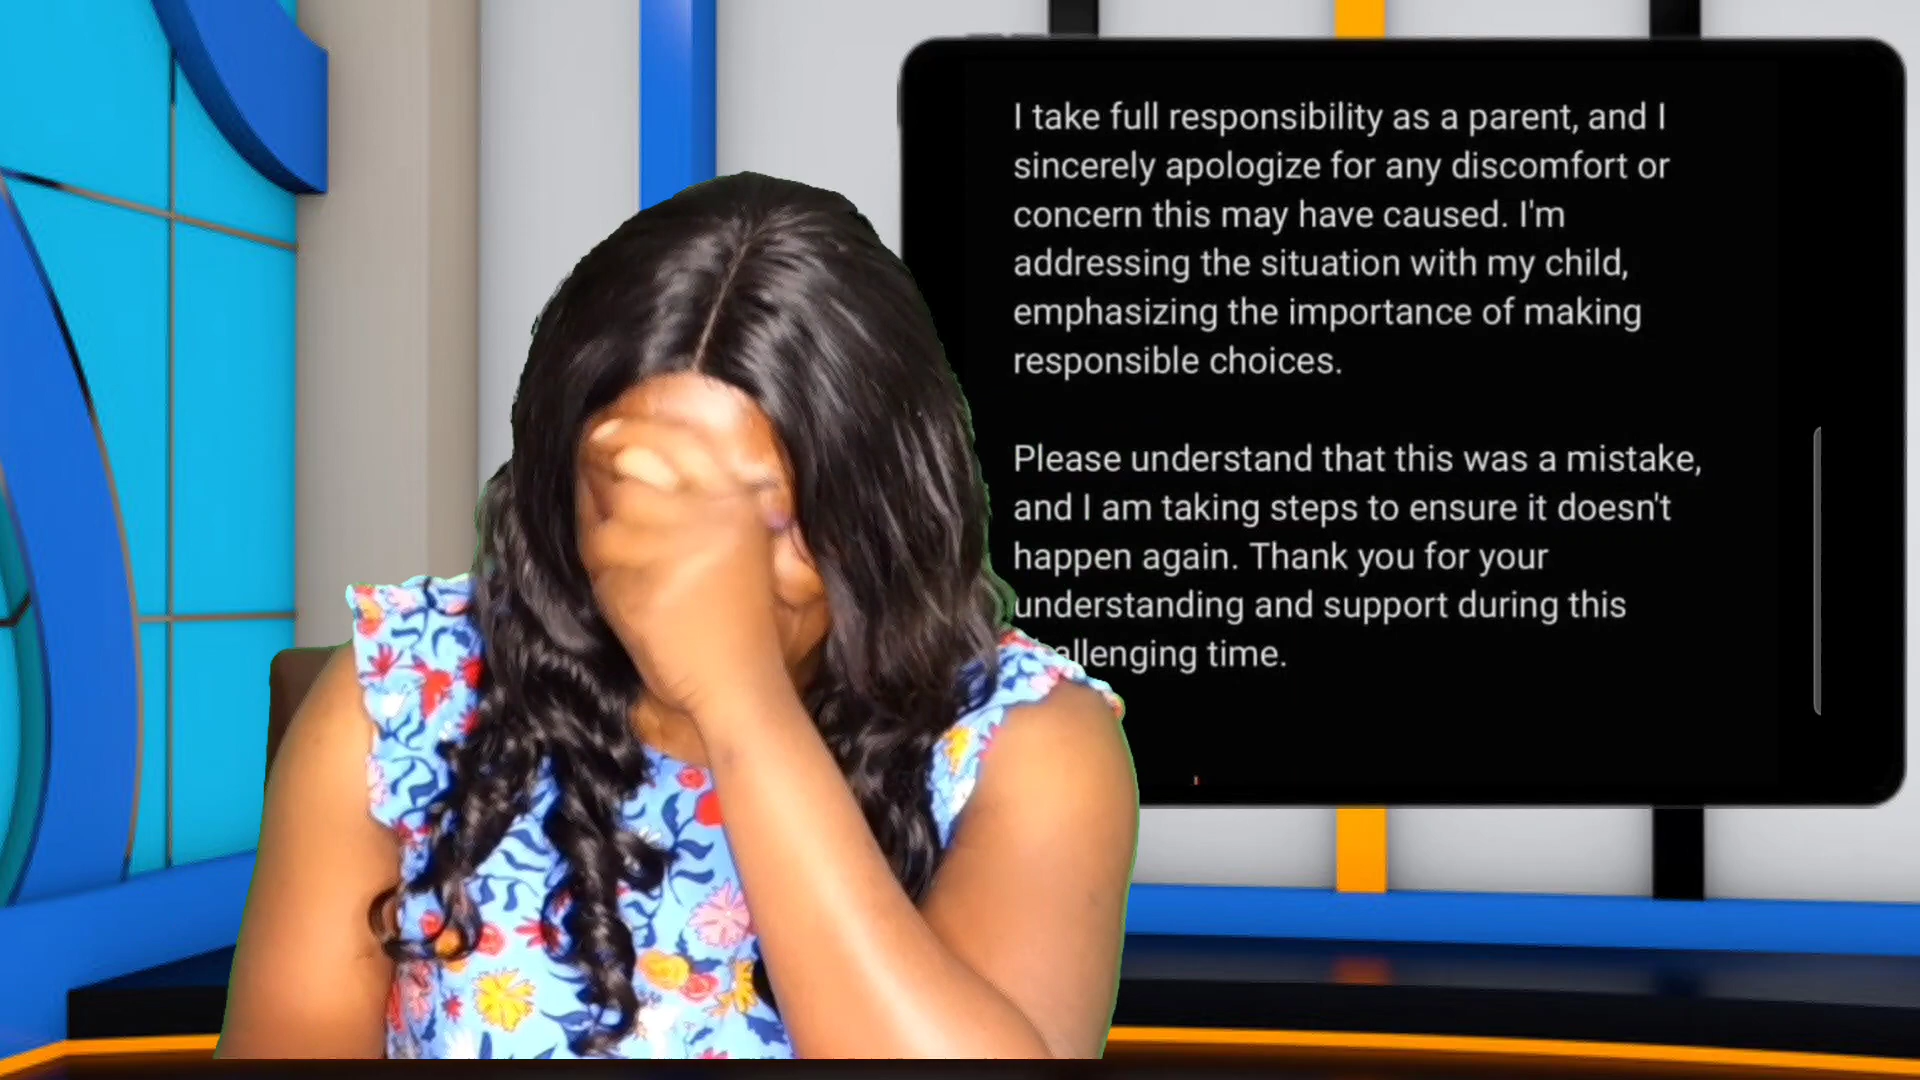 I take full responsibility as a parent, and I
sincerely apologize for any discomfort or
concern this may have caused. I'm
addressing the situation with my child,
emphasizing the importance of making
responsible choices.
Please understand that this was a mistake,
and I am taking steps to ensure it doesn't
happen again. Thank you for your
understanding and support during this
allenging time.